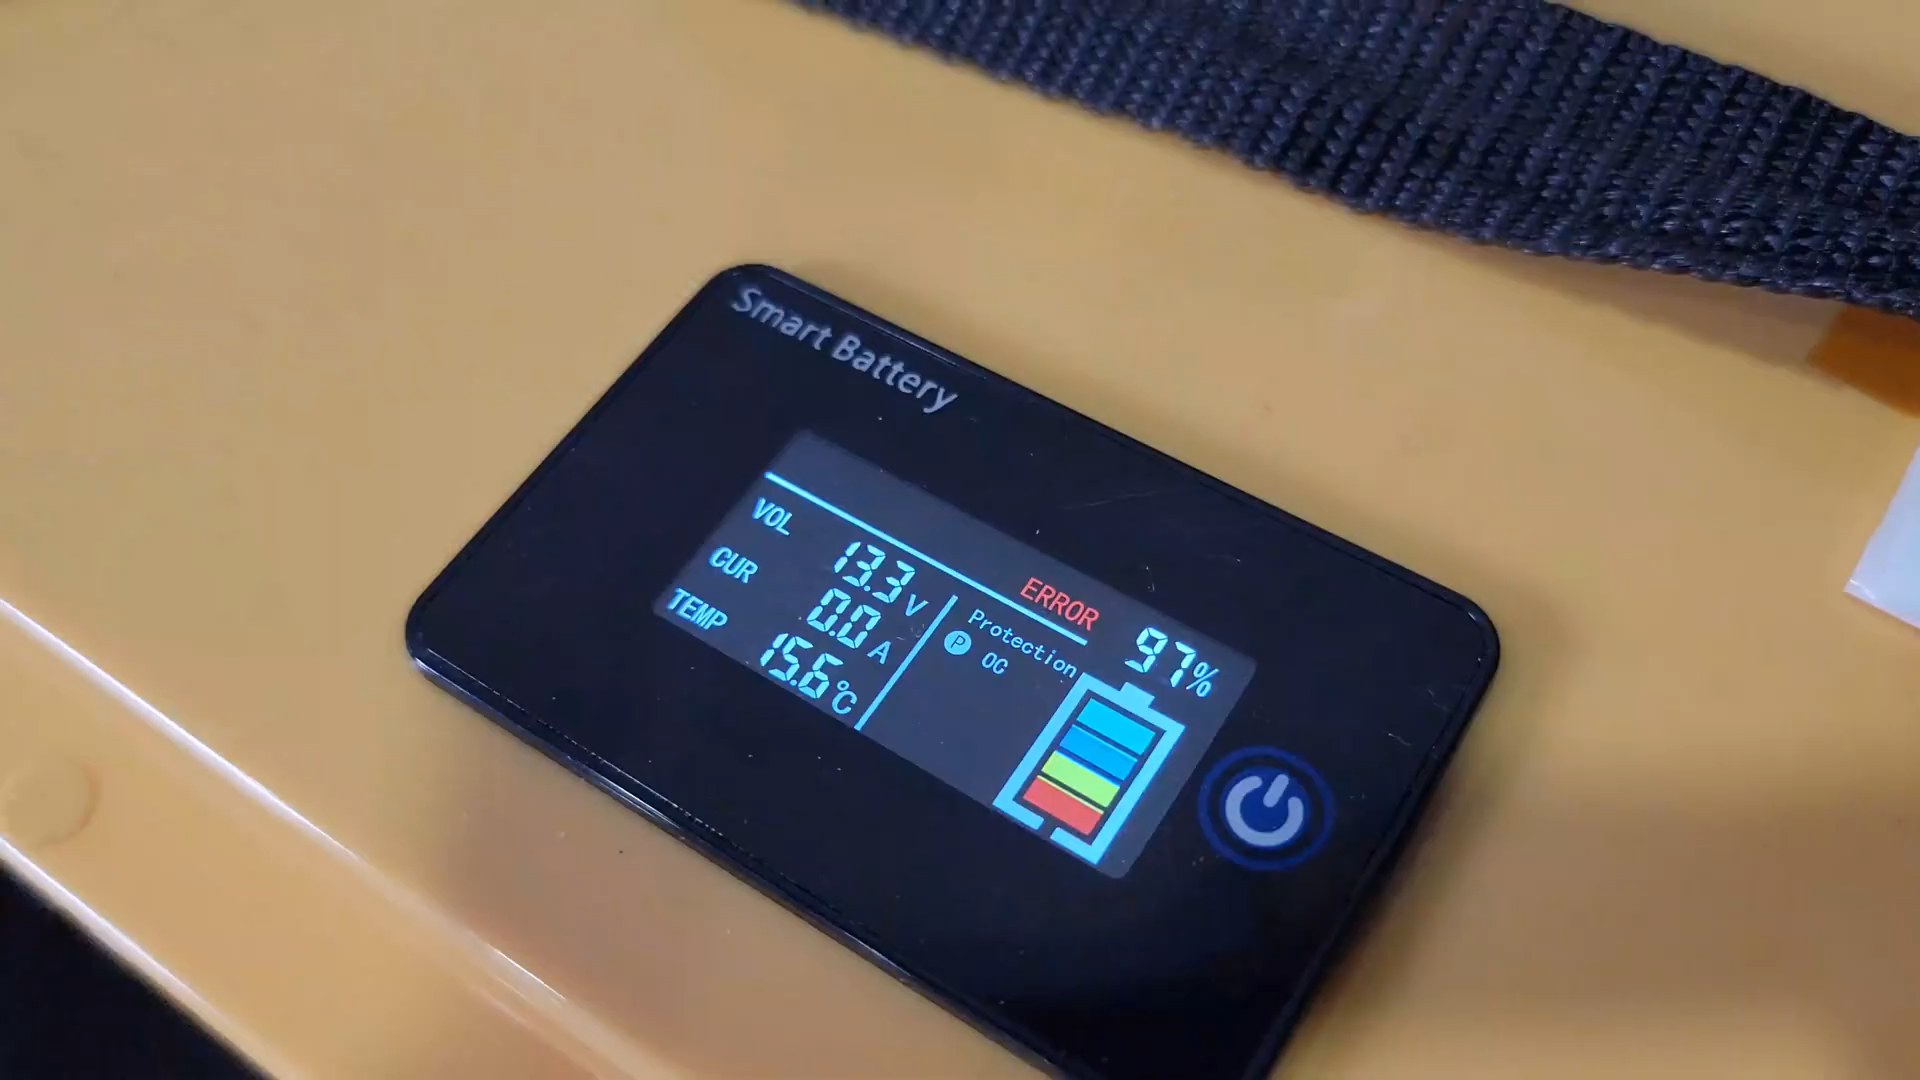 Smart Battery
ERROR
97%
VOL 13.3V
CUR 0.0A
TEMP 15.6℃
Protection
P OC